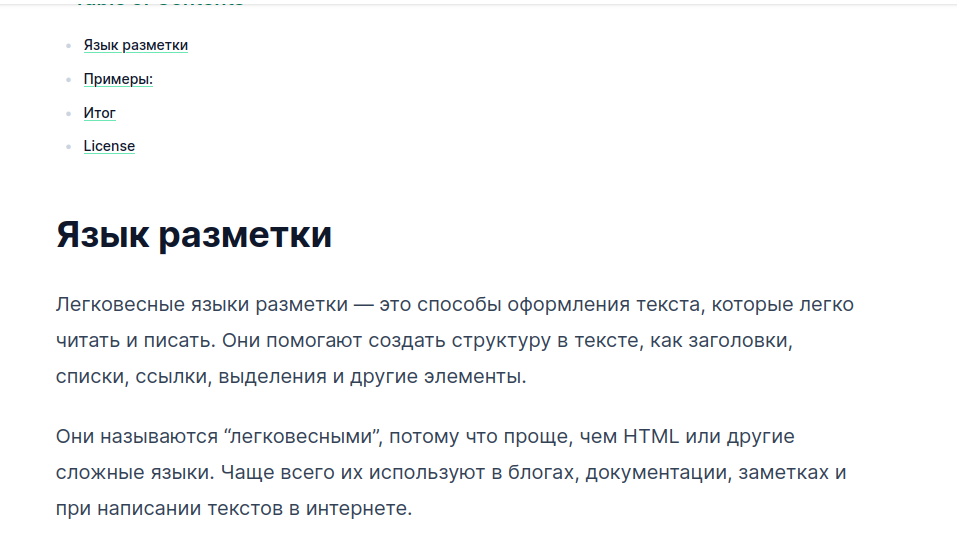 Язык разметки
Примеры:
Итог
License
Язык разметки
Легковесные языки разметки — это способы оформления текста, которые легко
читать и писать. Они помогают создать структуру в тексте, как заголовки,
списки, ссылки, выделения и другие элементы.
Они называются “легковесными”, потому что проще, чем HTML или другие
сложные языки. Чаще всего их используют в блогах, документации, заметках и
при написании текстов в интернете.